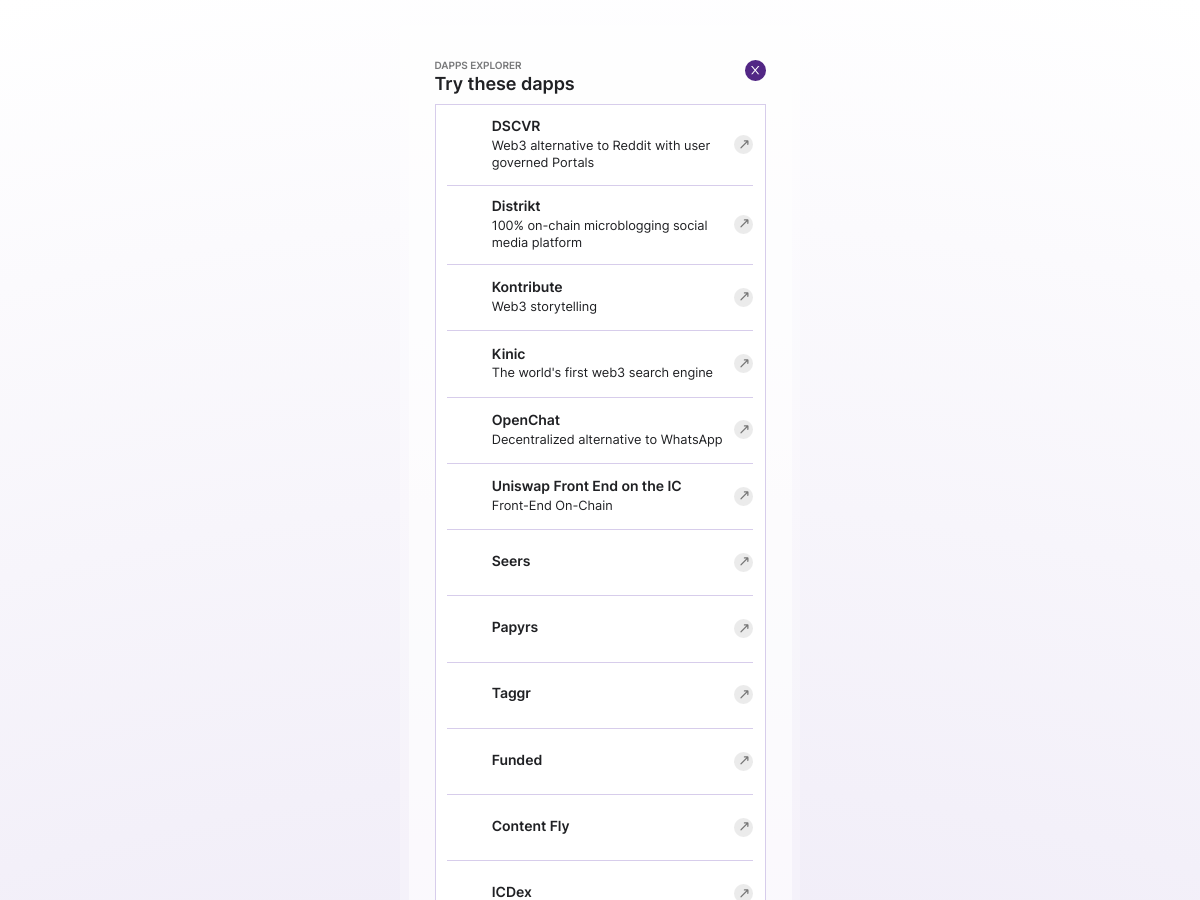 DAPPS EXPLORER
Try these dapps
X
DSCVR
Web3 alternative to Reddit with user
governed Portals
Distrikt
100% on-chain microblogging social
media platform
Kontribute
Web3 storytelling
Kinic
The world's first web3 search engine
OpenChat
Decentralized alternative to WhatsApp
Uniswap Front End on the IC
Front-End On-Chain
Seers
Papyrs
Taggr
Funded
Content Fly
ICDex